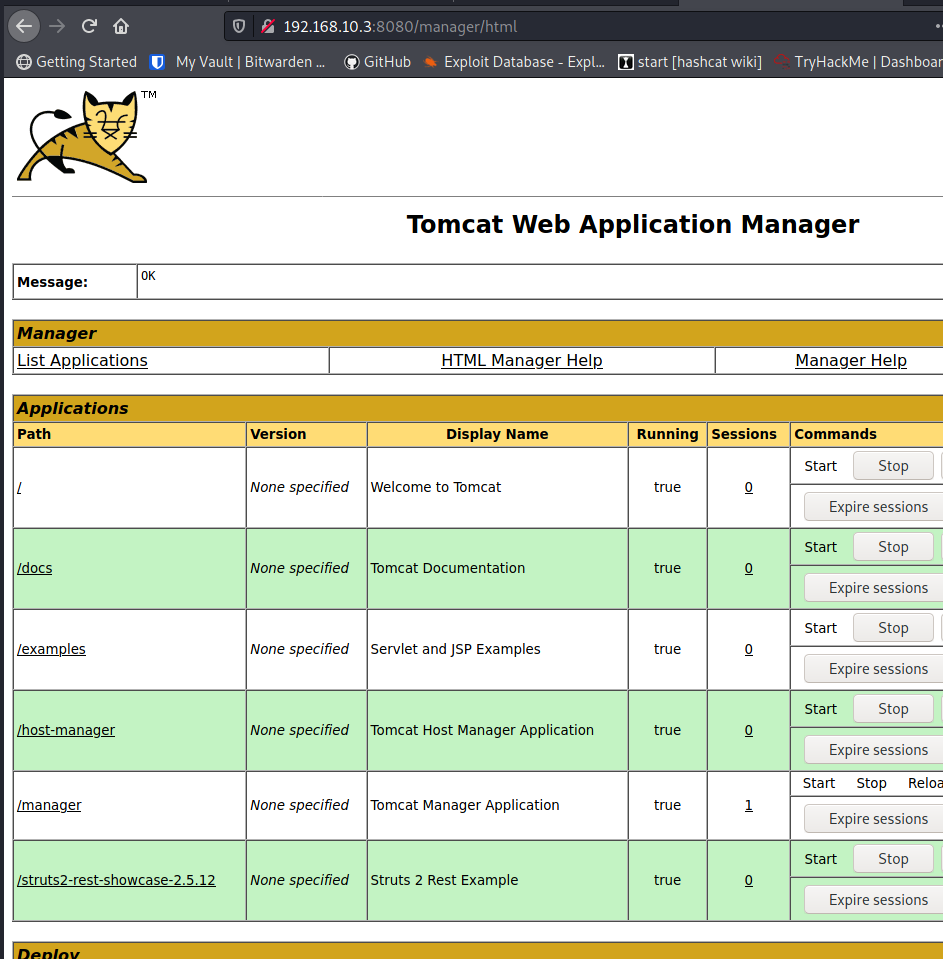 192.168.10.3:8080/manager/html
Getting Started My Vault | Bitwarden ... GitHub Exploit Database - Expl... start [hashcat wiki] TryHackMe | Dashboar
TM
Tomcat Web Application Manager
Message: OK
Manager
List Applications HTML Manager Help Manager Help
Applications
Path Version Display Name Running Sessions Commands
/ None specified Welcome to Tomcat true 0 Start Stop
Expire sessions
/docs None specified Tomcat Documentation true 0 Start Stop
Expire sessions
/examples None specified Servlet and JSP Examples true 0 Start Stop
Expire sessions
/host-manager None specified Tomcat Host Manager Application true 0 Start Stop
Expire sessions
/manager None specified Tomcat Manager Application true 1 Start Stop Reloa
Expire sessions
/struts2-rest-showcase-2.5.12 None specified Struts 2 Rest Example true 0 Start Stop
Expire sessions
Deploy